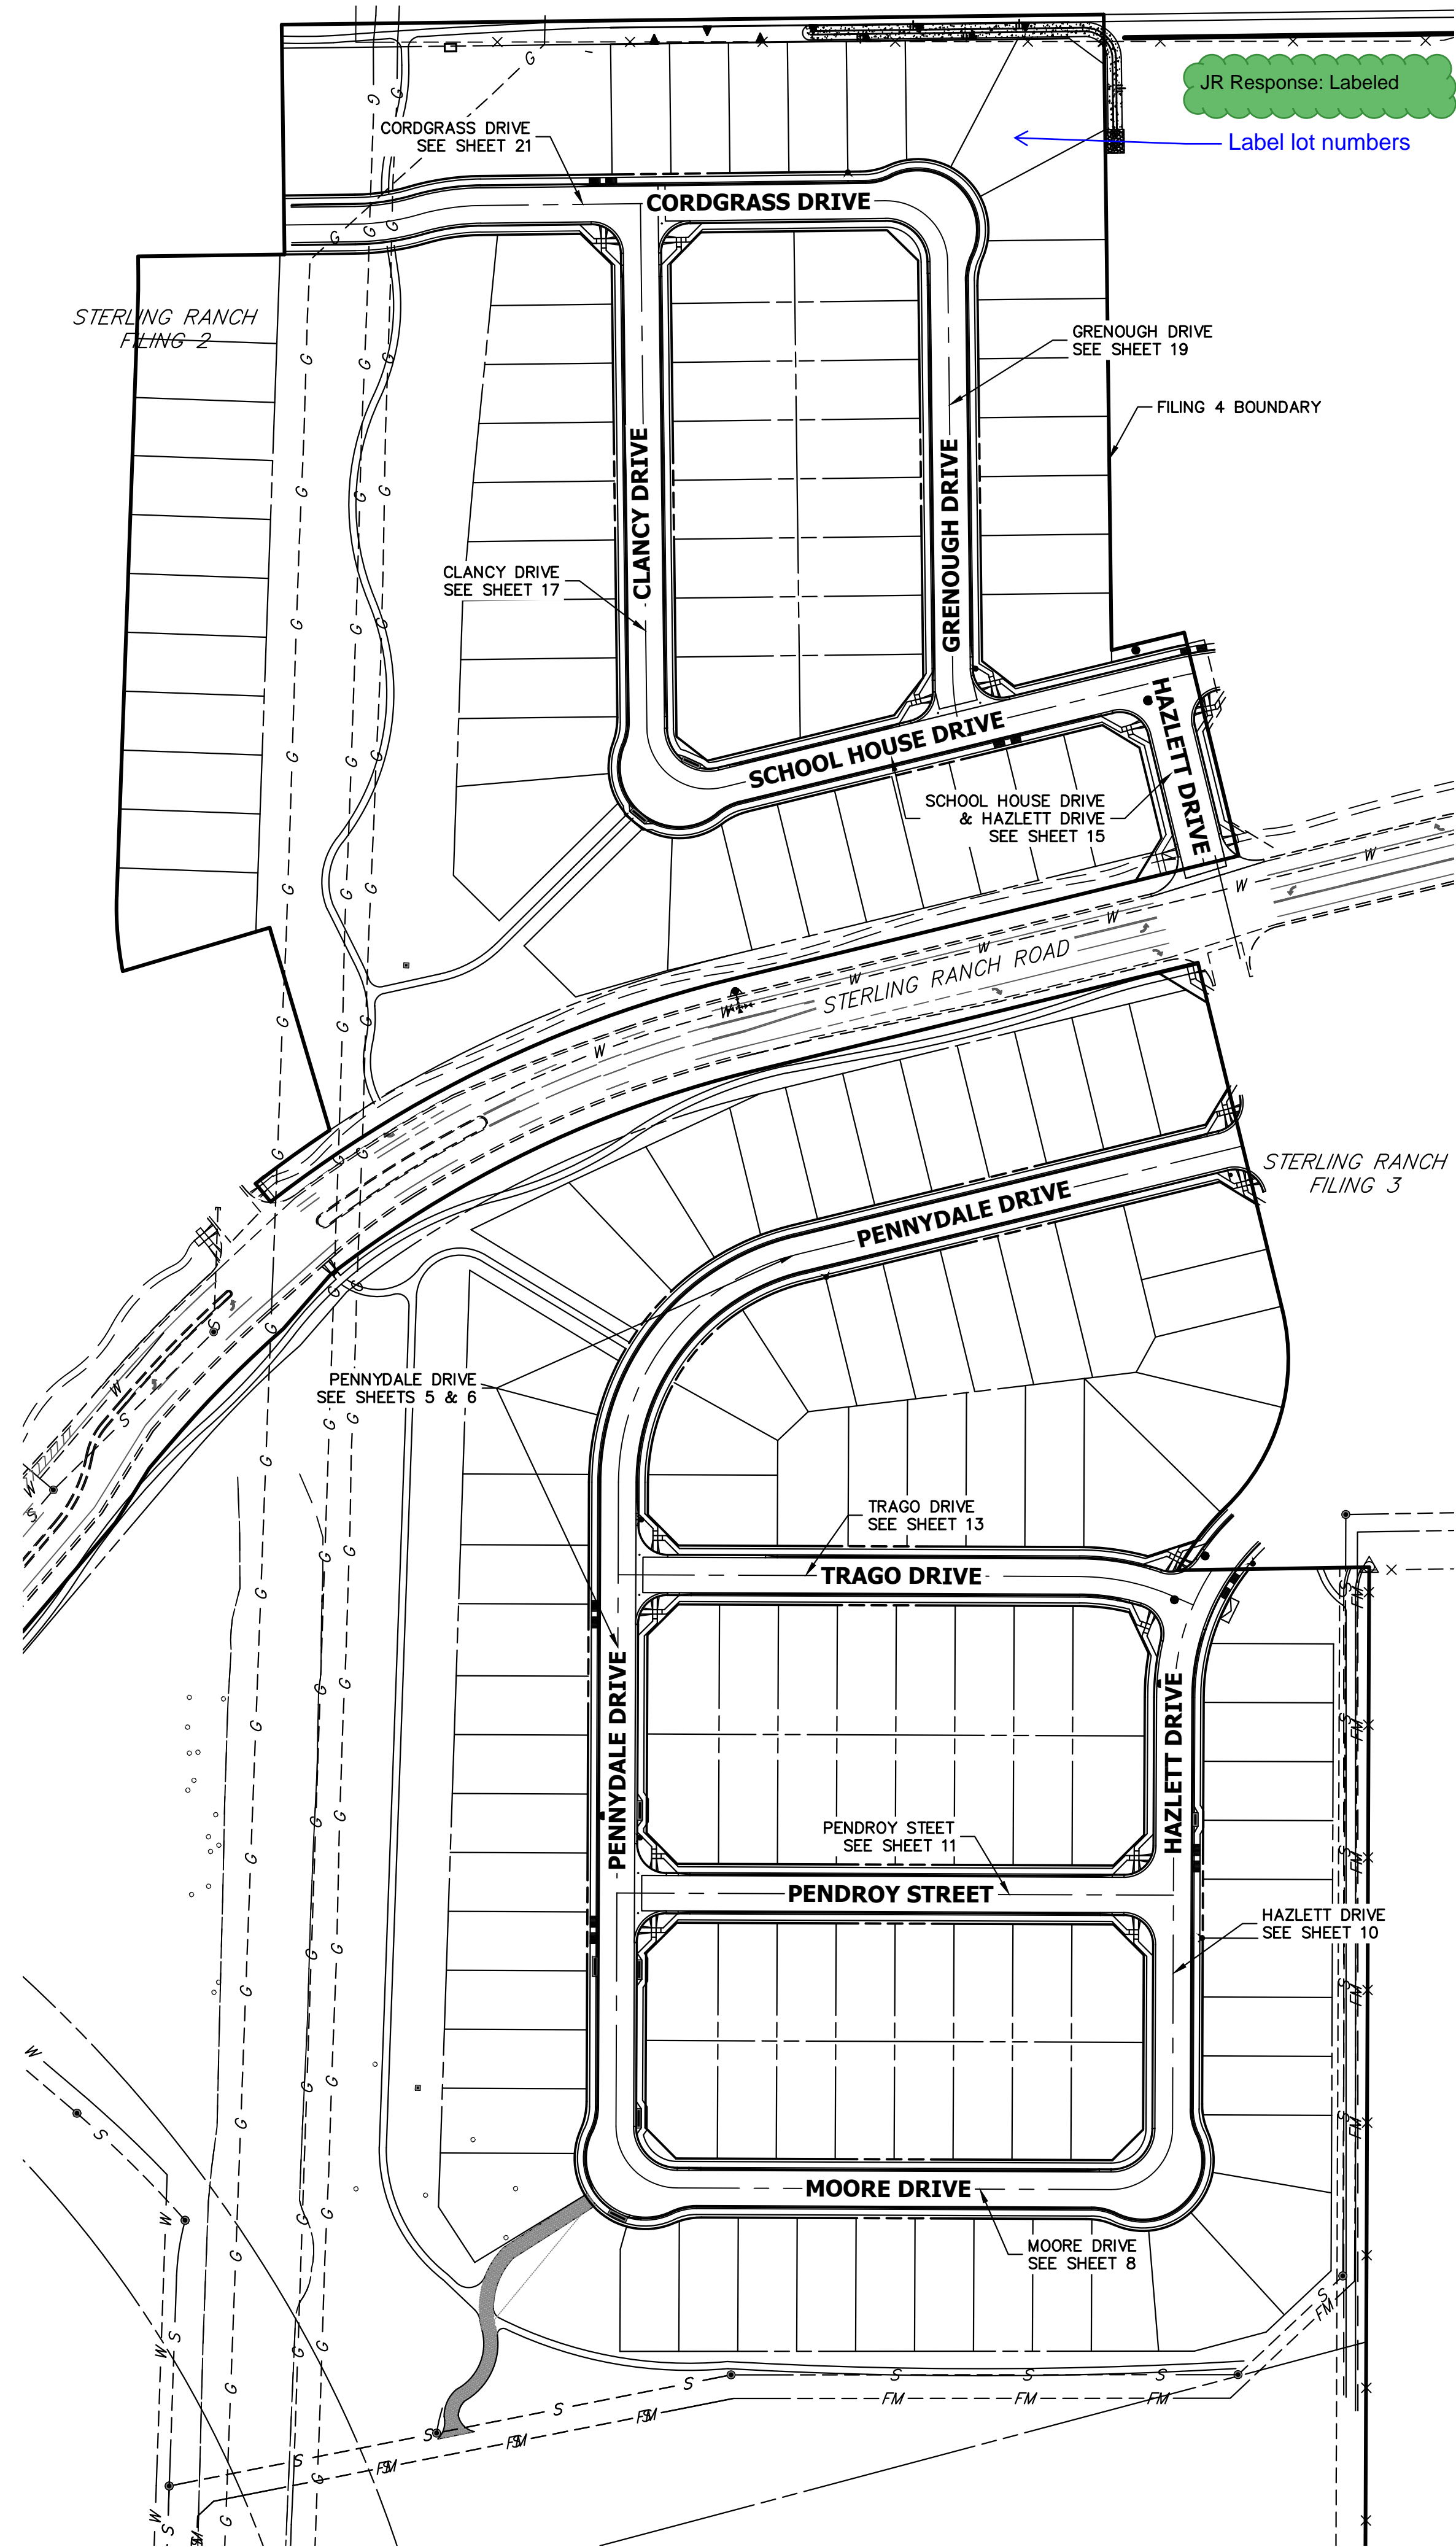 JR Response: Labeled
Label lot numbers
CORDGRASS DRIVE
SEE SHEET 21
CORDGRASS DRIVE
STERLING RANCH
FILING 2
GRENOUGH DRIVE
SEE SHEET 19
FILING 4 BOUNDARY
CLANCY DRIVE
GRENOUGH DRIVE
CLANCY DRIVE
SEE SHEET 17
HAZLETT DRIVE
SCHOOL HOUSE DRIVE
SCHOOL HOUSE DRIVE
& HAZLETT DRIVE
SEE SHEET 15
STERLING RANCH ROAD
STERLING RANCH
FILING 3
PENNYDALE DRIVE
PENNYDALE DRIVE
SEE SHEETS 5 & 6
TRAGO DRIVE
SEE SHEET 13
TRAGO DRIVE
PENNYDALE DRIVE
HAZLETT DRIVE
PENDROY STEET
SEE SHEET 11
PENDROY STREET
HAZLETT DRIVE
SEE SHEET 10
MOORE DRIVE
MOORE DRIVE
SEE SHEET 8